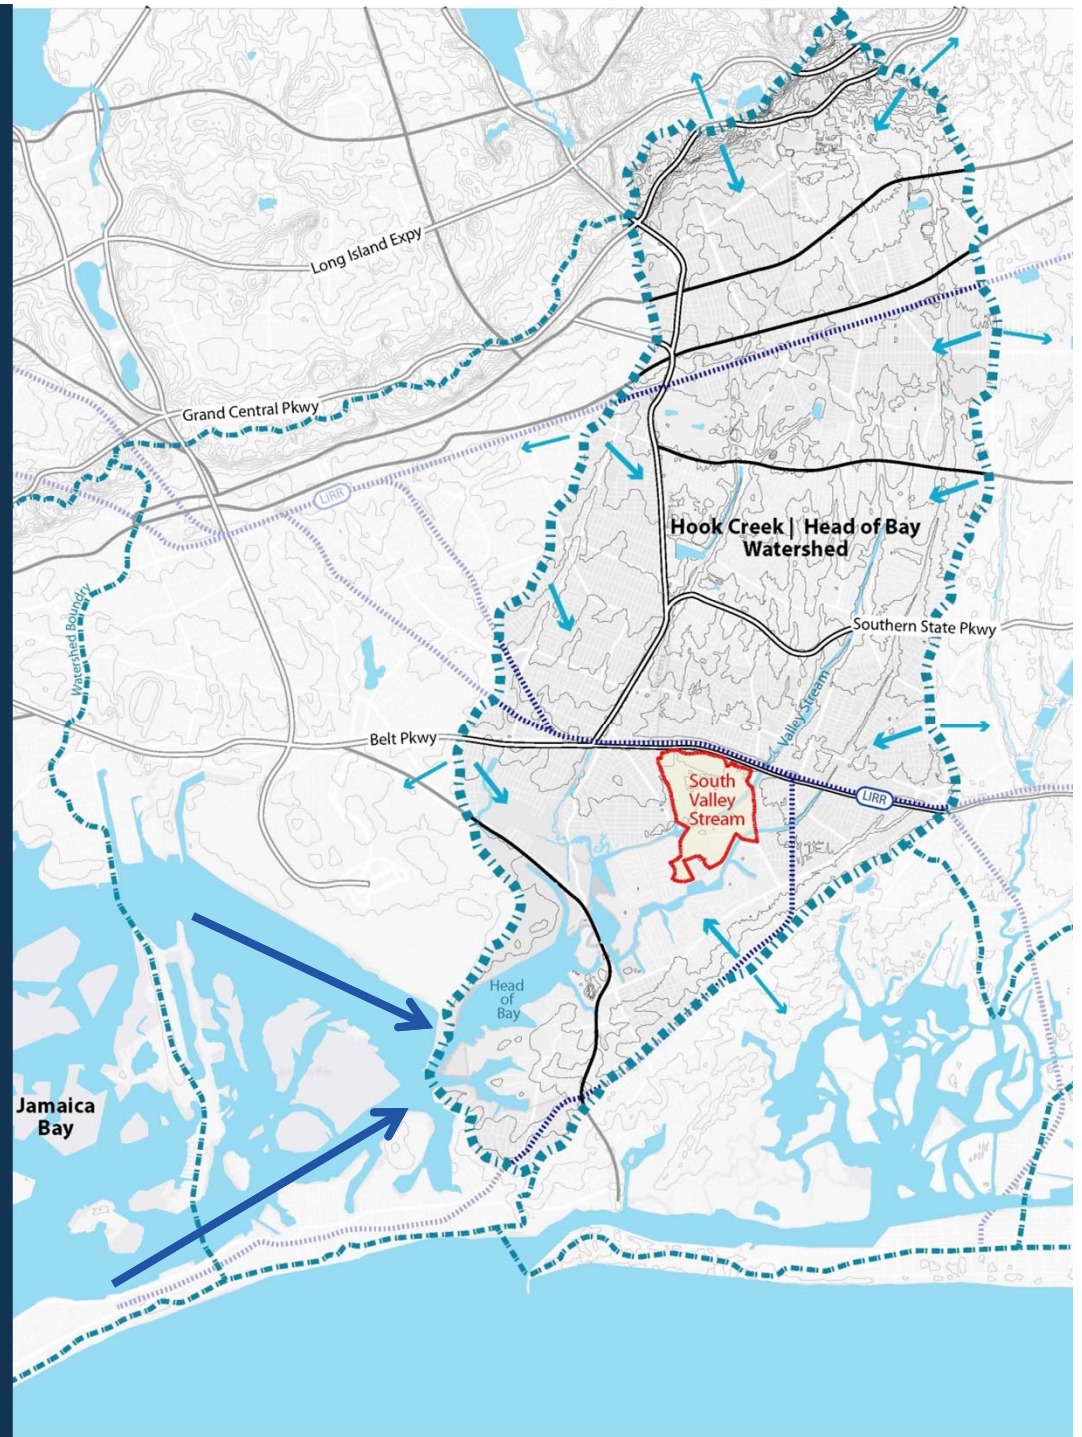 Long Island Expy
Grand Central Pkwy
LIRR
Hook Creek | Head of Bay
Watershed
Watershed Boundry
Southern State Pkwy
Valley Stream
Belt Pkwy
South
Valley
Stream
LIRR
Head
of
Bay
Jamaica
Bay